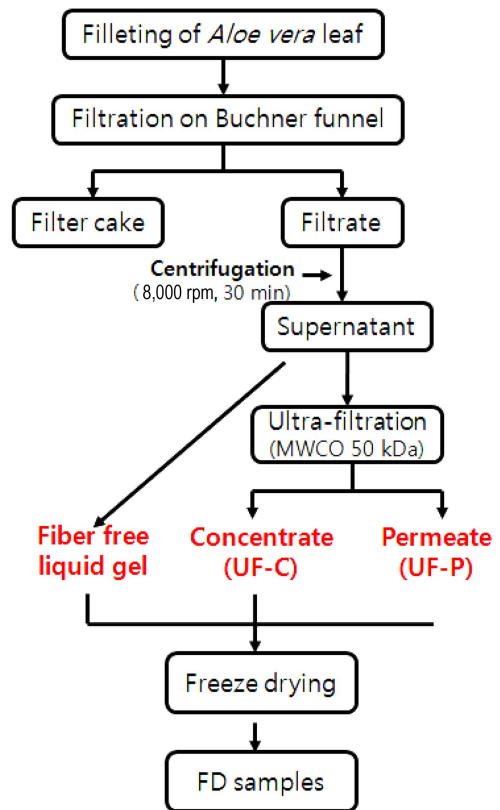 Filleting of Aloe vera leaf
Filtration on Buchner funnel
Filter cake
Filtrate
Centrifugation
( 8,000 rpm, 30 min)
Supernatant
Ultra-filtration
(MWCO 50 kDa)
Fiber free
liquid gel
Concentrate
(UF-C)
Permeate
(UF-P)
Freeze drying
FD samples